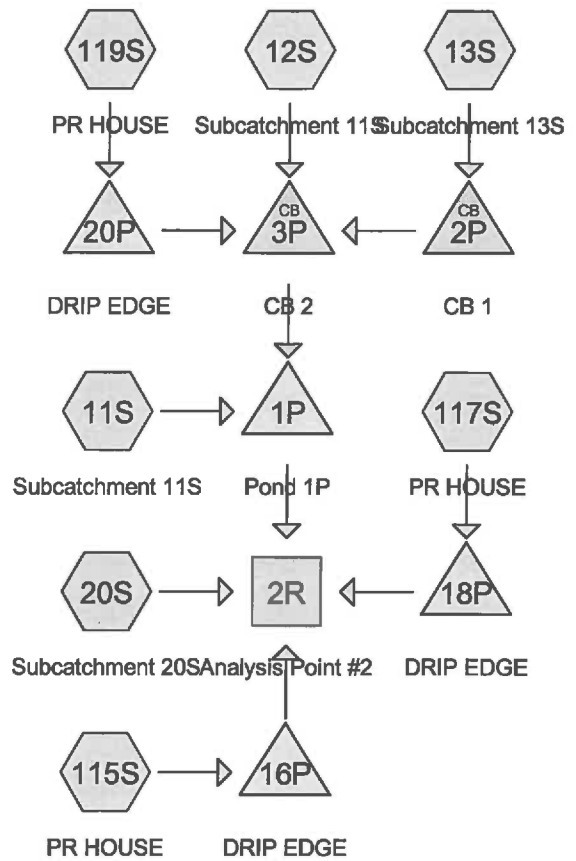 119S 12S 13S
PR HOUSE Subcatchment 11S Subcatchment 13S
CB CB
20P 3P 2P
DRIP EDGE CB 2 CB 1
11S 1P 117S
Subcatchment 11S Pond 1P PR HOUSE
20S 2R 18P
Subcatchment 20S Analysis Point #2 DRIP EDGE
115S 16P
PR HOUSE DRIP EDGE